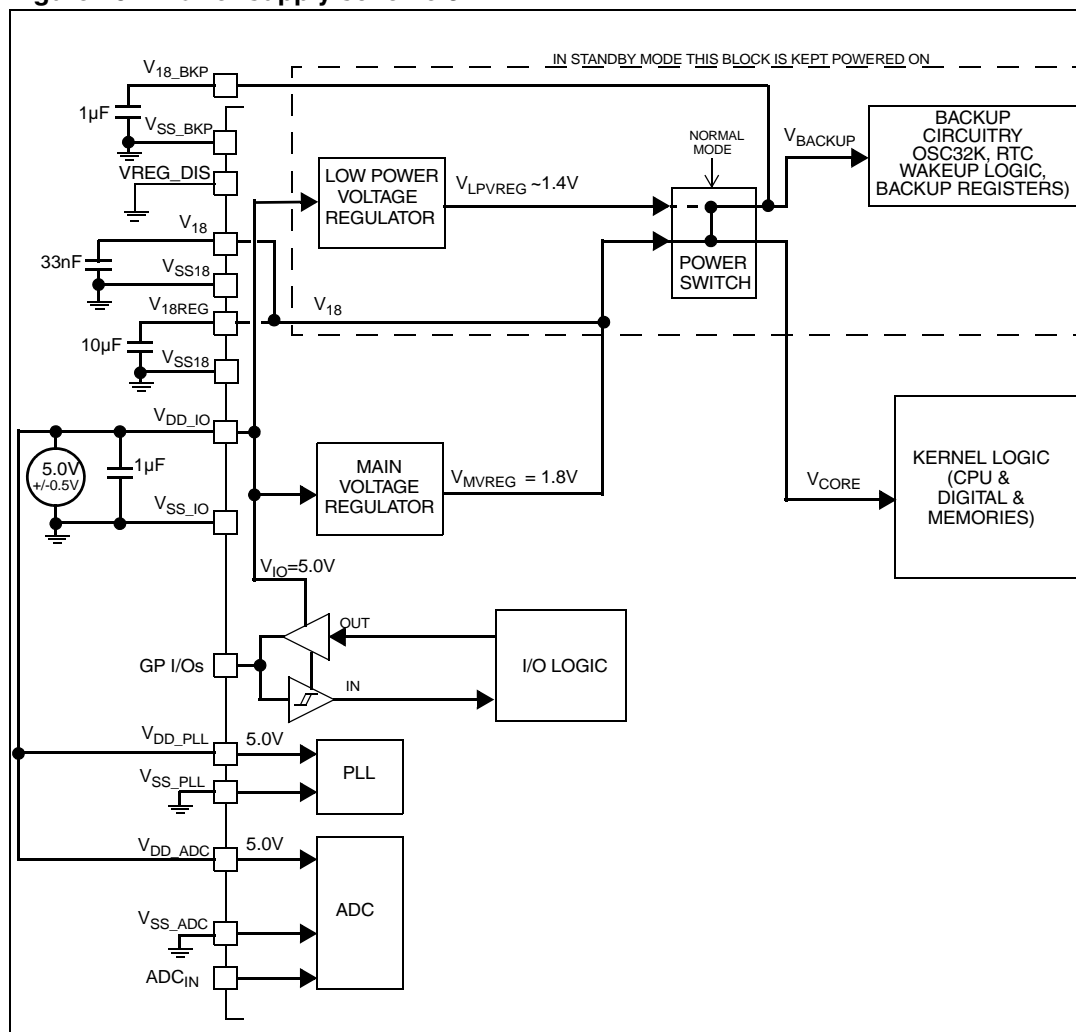 IN STANDBY MODE THIS BLOCK IS KEPT POWERED ON
V18_BKP
1µF
VSS_BKP
VREG_DIS
V18
33nF
VSS18
V18REG
10µF
VSS18
VDD_IO
5.0V
+/-0.5V
1µF
VSS_IO
LOW POWER
VOLTAGE
REGULATOR
VLPVREG ~1.4V
NORMAL
MODE
POWER
SWITCH
VBACKUP
BACKUP
CIRCUITRY
OSC32K, RTC
WAKEUP LOGIC,
BACKUP REGISTERS)
V18
MAIN
VOLTAGE
REGULATOR
VMVREG = 1.8V
VCORE
KERNEL LOGIC
(CPU &
DIGITAL &
MEMORIES)
VIO=5.0V
GP I/Os
OUT
IN
I/O LOGIC
VDD_PLL
5.0V
VSS_PLL
PLL
VDD_ADC
5.0V
VSS_ADC
ADCIN
ADC